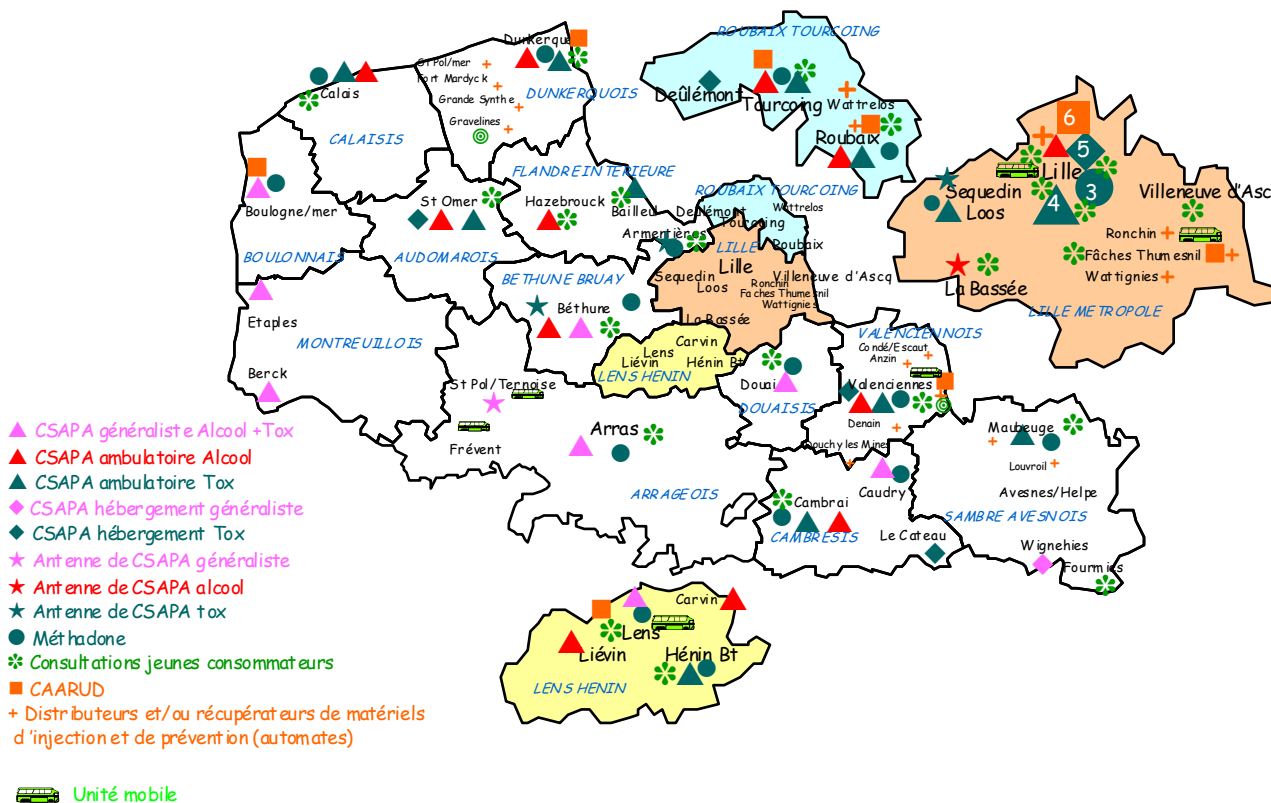 ROUBAIX TOURCOING
Dunkerque
St Pol/mer
Fort Mardyck
Grande Synthe
Gravelines
DUNKERQUOIS
Calais
CALAISIS
Deûlémont
Tourcoing
Wattrelos
Roubaix
6
5
Lille
3
4
Sequedin
Loos
Villeneuve d'Asc
Ronchin
Fâches Thumesnil
Wattignies
La Bassée
LILLE METROPOLE
Boulogne/mer
BOULONNAIS
St Omer
AUDOMAROIS
FLANDRE INTERIEURE
Hazebrouck
Bailleul
Armentières
ROUBAIX TOURCOING
Wattrelos
Deûlémont
Tourcoing
Roubaix
LILLE
Lille
Sequedin
Loos
Villeneuve d'Ascq
Ronchin
Faches Thumesnil
Wattignies
La Bassée
BETHUNE BRUAY
Béthune
Etaples
MONTREUILLOIS
Berck
Carvin
Lens
Liévin
Hénin Bt
LENS HENIN
Douai
DOUAISIS
VALENCIENNOIS
Condé/Escaut
Anzin
Valenciennes
Denain
Douchy les Mines
St Pol/Ternoise
Frévent
Arras
ARRAGEOIS
Maubeuge
Louvroil
Avesnes/Helpe
SAMBRE AVESNOIS
Wignehies
Fourmies
Caudry
Cambrai
CAMBRESIS
Le Cateau
Carvin
Lens
Liévin
Hénin Bt
LENS HENIN
CSAPA généraliste Alcool +Tox
CSAPA ambulatoire Alcool
CSAPA ambulatoire Tox
CSAPA hébergement généraliste
CSAPA hébergement Tox
Antenne de CSAPA généraliste
Antenne de CSAPA alcool
Antenne de CSAPA tox
Méthadone
Consultations jeunes consommateurs
CAARUD
+ Distributeurs et/ou récupérateurs de matériels
d 'injection et de prévention (automates)
Unité mobile